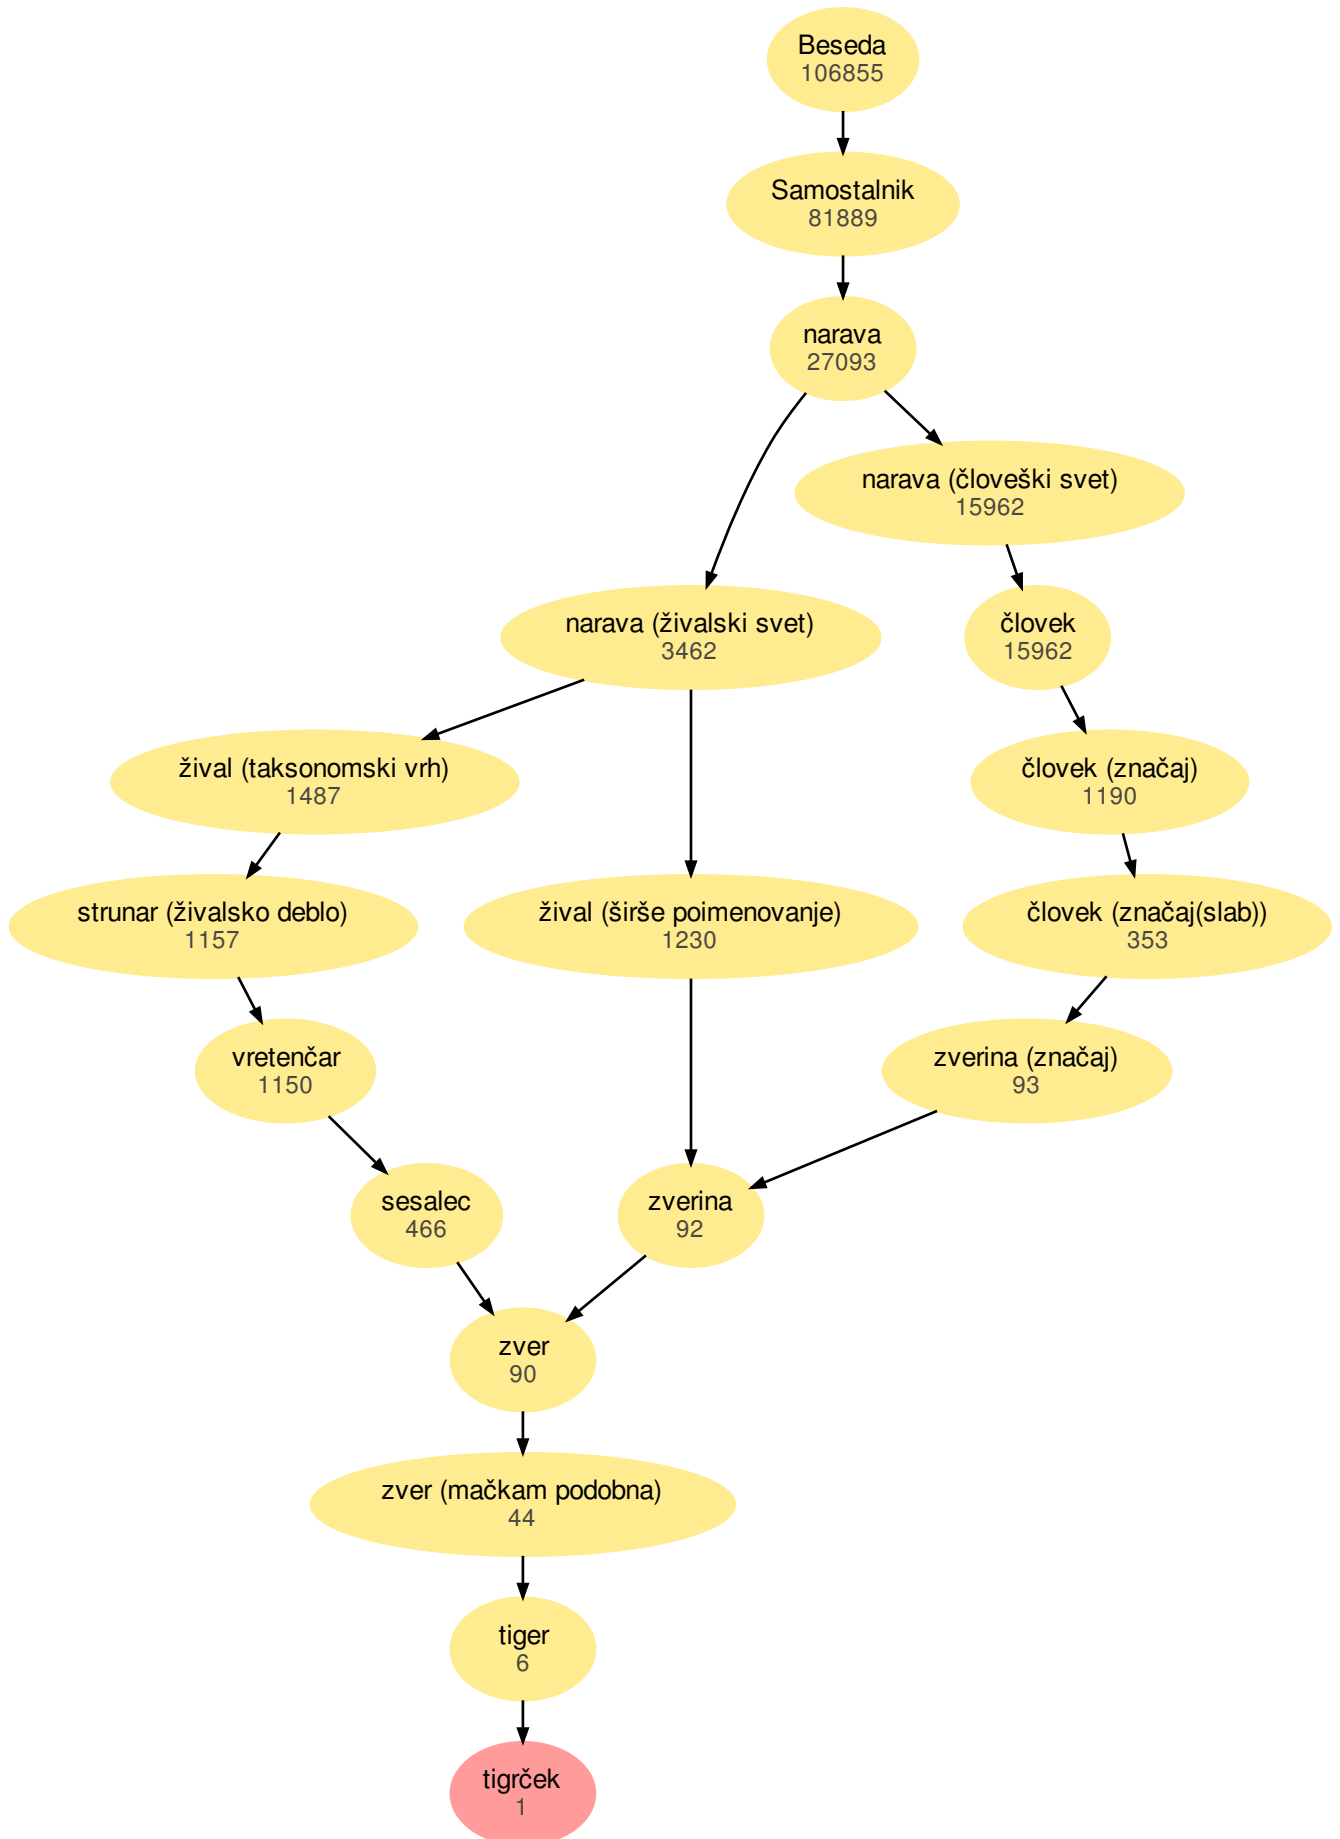 Beseda
106855
Samostalnik
81889
narava
27093
narava (človeški svet)
15962
narava (živalski svet)
3462
človek
15962
žival (taksonomski vrh)
1487
človek (značaj)
1190
strunar (živalsko deblo)
1157
žival (širše poimenovanje)
1230
človek (značaj(slab))
353
vretenčar
1150
zverina (značaj)
93
sesalec
466
zverina
92
zver
90
zver (mačkam podobna)
44
tiger
6
tigrček
1